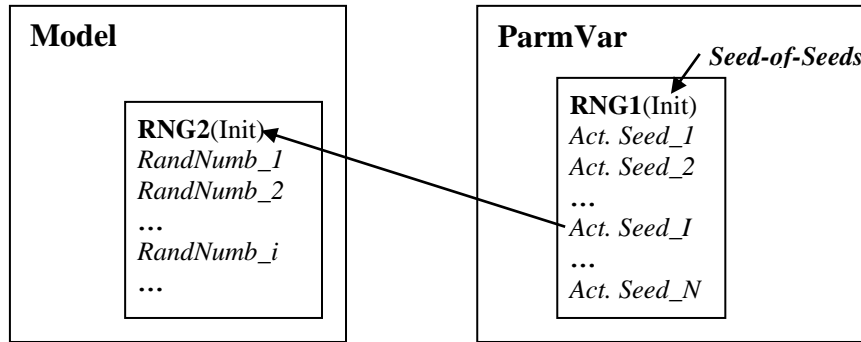 Model
RNG2(Init)
RandNumb_1
RandNumb_2
...
RandNumb_i
...
ParmVar
Seed-of-Seeds
RNG1(Init)
Act. Seed_1
Act. Seed_2
...
Act. Seed_I
...
Act. Seed_N